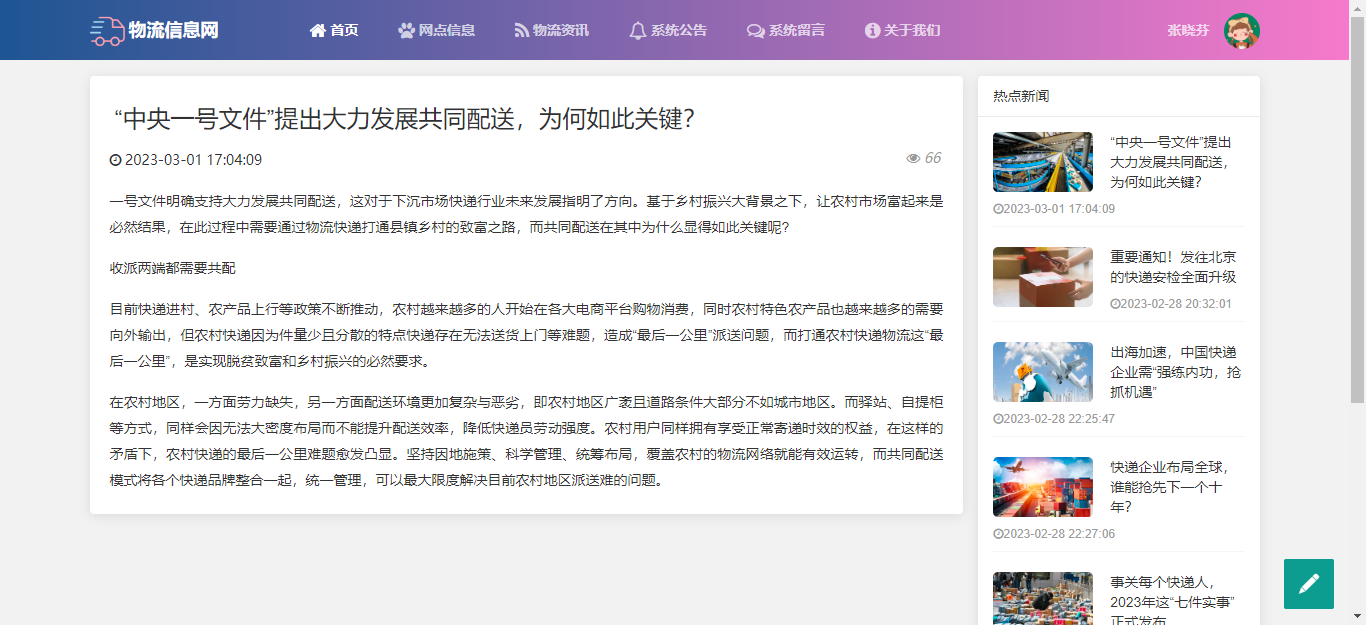 物流信息网
首页
网点信息
物流资讯
系统公告
系统留言
关于我们
张晓芬
“中央一号文件”提出大力发展共同配送，为何如此关键？
2023-03-01 17:04:09
66
一号文件明确支持大力发展共同配送，这对于下沉市场快递行业未来发展指明了方向。基于乡村振兴大背景之下，让农村市场富起来是
必然结果，在此过程中需要通过物流快递打通县镇乡村的致富之路，而共同配送在其中为什么显得如此关键呢？
收派两端都需要共配
目前快递进村、农产品上行等政策不断推动，农村越来越多的人开始在各大电商平台购物消费，同时农村特色农产品也越来越多的需要
向外输出，但农村快递因为件量少且分散的特点快递存在无法送货上门等难题，造成“最后一公里”派送问题，而打通农村快递物流这“最
后一公里”，是实现脱贫致富和乡村振兴的必然要求。
在农村地区，一方面劳力缺失，另一方面配送环境更加复杂与恶劣，即农村地区广袤且道路条件大部分不如城市地区。而驿站、自提柜
等方式，同样会因无法大密度布局而不能提升配送效率，降低快递员劳动强度。农村用户同样拥有享受正常寄递时效的权益，在这样的
矛盾下，农村快递的最后一公里难题愈发凸显。坚持因地施策、科学管理、统筹布局，覆盖农村的物流网络就能有效运转，而共同配送
模式将各个快递品牌整合一起，统一管理，可以最大限度解决目前农村地区派送难的问题。
热点新闻
“中央一号文件”提出
大力发展共同配送，
为何如此关键？
2023-03-01 17:04:09
重要通知！发往北京
的快递安检全面升级
2023-02-28 20:32:01
出海加速，中国快递
企业需“强练内功，抢
抓机遇”
2023-02-28 22:25:47
快递企业布局全球，
谁能抢先下一个十
年？
2023-02-28 22:27:06
事关每个快递人，
2023年这“七件实事”
正式发布